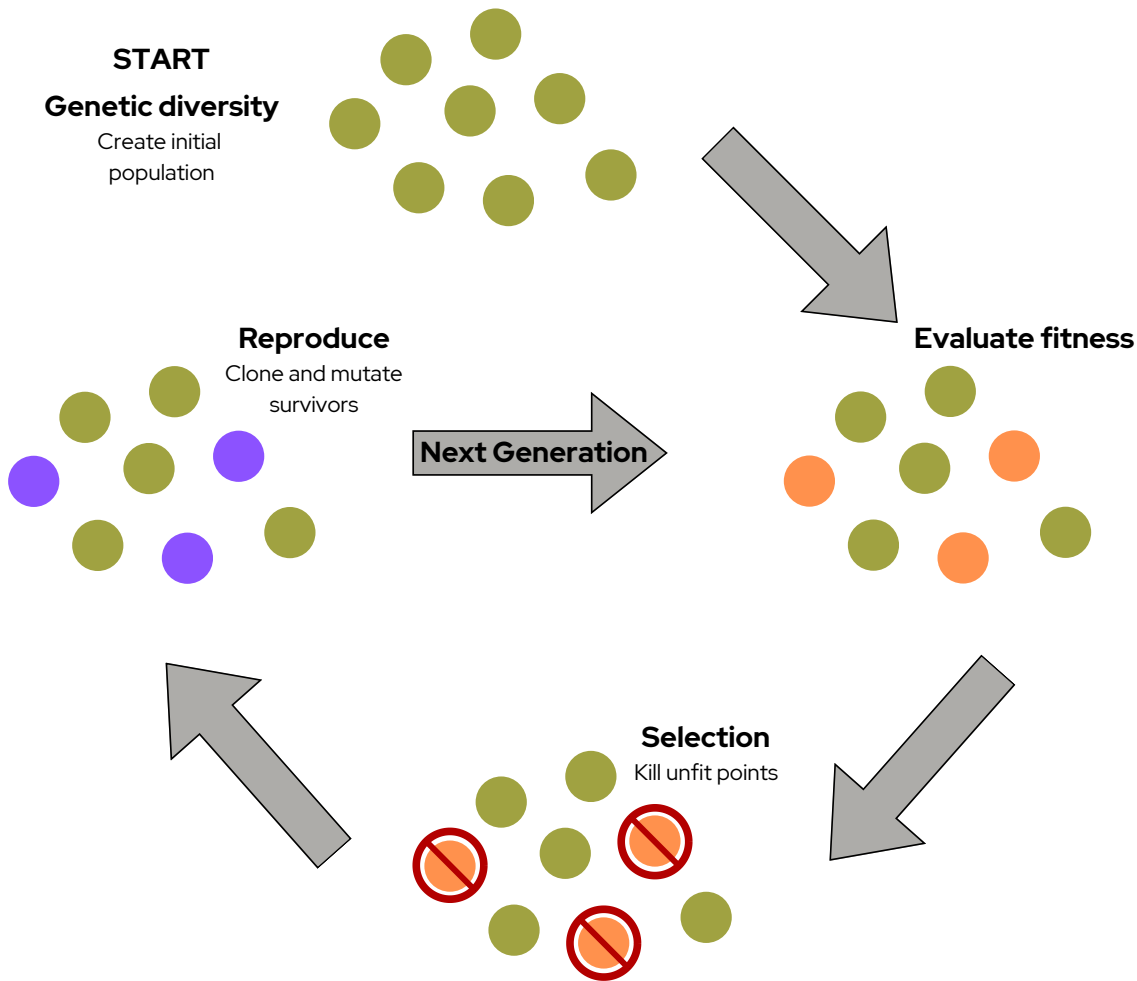 START
Genetic diversity
Create initial
population
Reproduce
Clone and mutate
survivors
Next Generation
Evaluate fitness
Selection
Kill unfit points